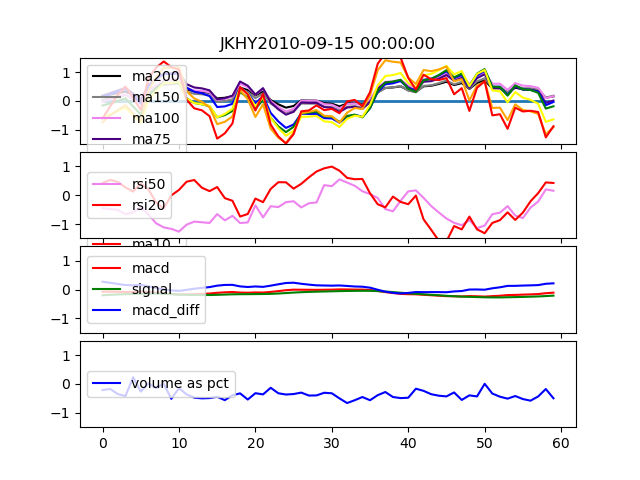 JKHY2010-09-15 00:00:00
1
0
−1
ma200
ma150
ma100
ma75
1
0
−1
rsi50
rsi20
ma10
1
0
−1
macd
signal
macd_diff
1
0
−1
volume as pct
0 10 20 30 40 50 60